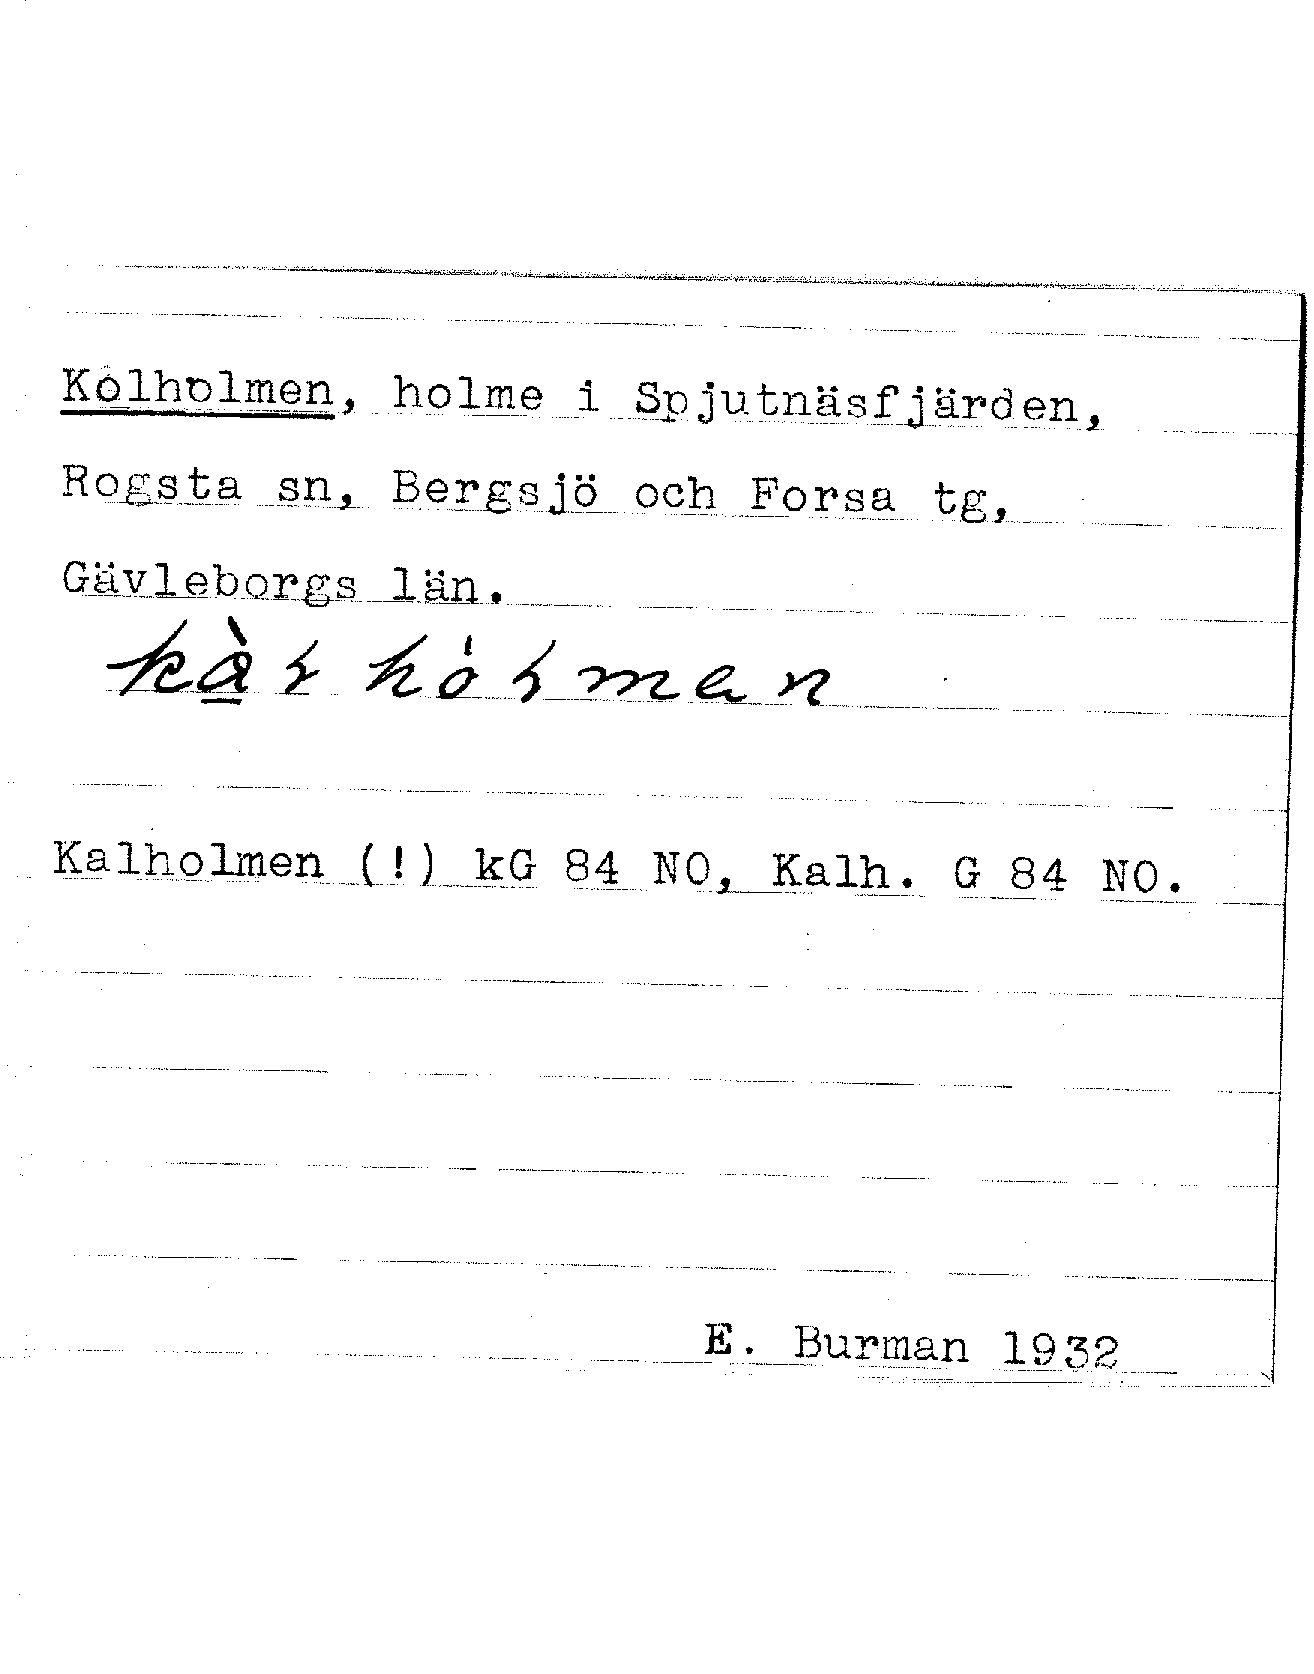 Kólholmen, holme i Spjutnäsfjärden,
Rogsta sn, Bergsjö och Forsa tg,
Gävleborgs län.
Kalholmen (!) kG 84 NO, Kalh. G 84 NO.
E. Burman 1932